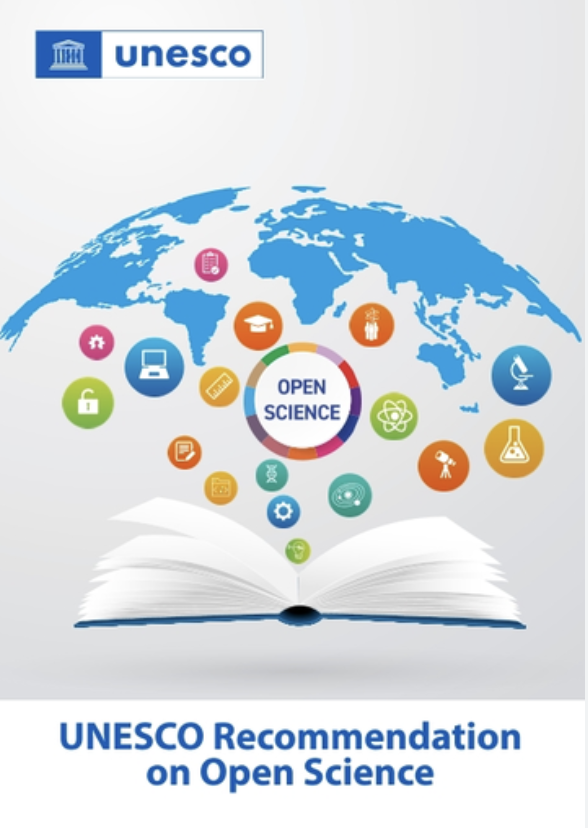 unesco
OPEN
SCIENCE
UNESCO Recommendation
on Open Science